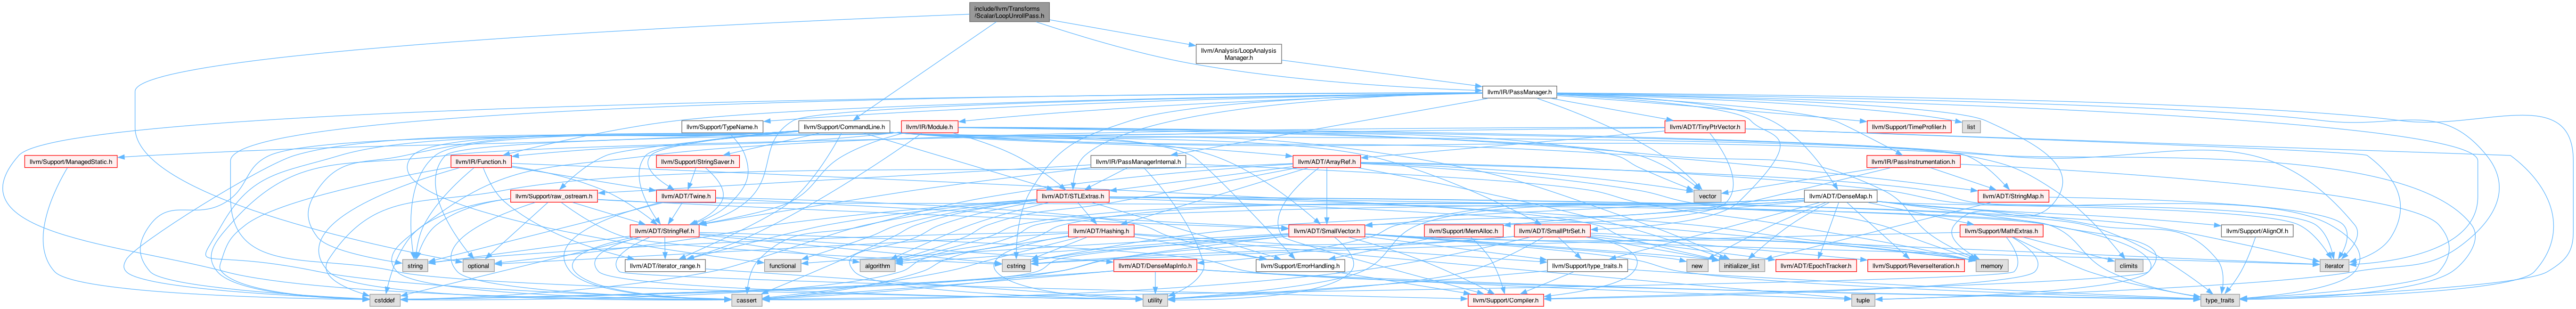 include/llvm/Transforms
/Scalar/LoopUnrollPass.h
llvm/Analysis/LoopAnalysis
Manager.h
llvm/IR/PassManager.h
llvm/Support/TypeName.h
llvm/Support/CommandLine.h
llvm/IR/Module.h
llvm/ADT/TinyPtrVector.h
llvm/Support/TimeProfiler.h
list
llvm/Support/ManagedStatic.h
llvm/IR/Function.h
llvm/Support/StringSaver.h
llvm/IR/PassManagerInternal.h
llvm/ADT/ArrayRef.h
llvm/IR/PassInstrumentation.h
llvm/Support/raw_ostream.h
llvm/ADT/Twine.h
llvm/ADT/STLExtras.h
vector
llvm/ADT/DenseMap.h
llvm/ADT/StringMap.h
llvm/ADT/StringRef.h
llvm/ADT/Hashing.h
llvm/ADT/SmallVector.h
llvm/Support/MemAlloc.h
llvm/ADT/SmallPtrSet.h
llvm/Support/MathExtras.h
llvm/Support/AlignOf.h
string
optional
llvm/ADT/iterator_range.h
functional
algorithm
cstring
llvm/ADT/DenseMapInfo.h
llvm/Support/ErrorHandling.h
llvm/Support/type_traits.h
new
initializer_list
llvm/ADT/EpochTracker.h
llvm/Support/ReverseIteration.h
memory
climits
iterator
cstddef
cassert
utility
llvm/Support/Compiler.h
tuple
type_traits